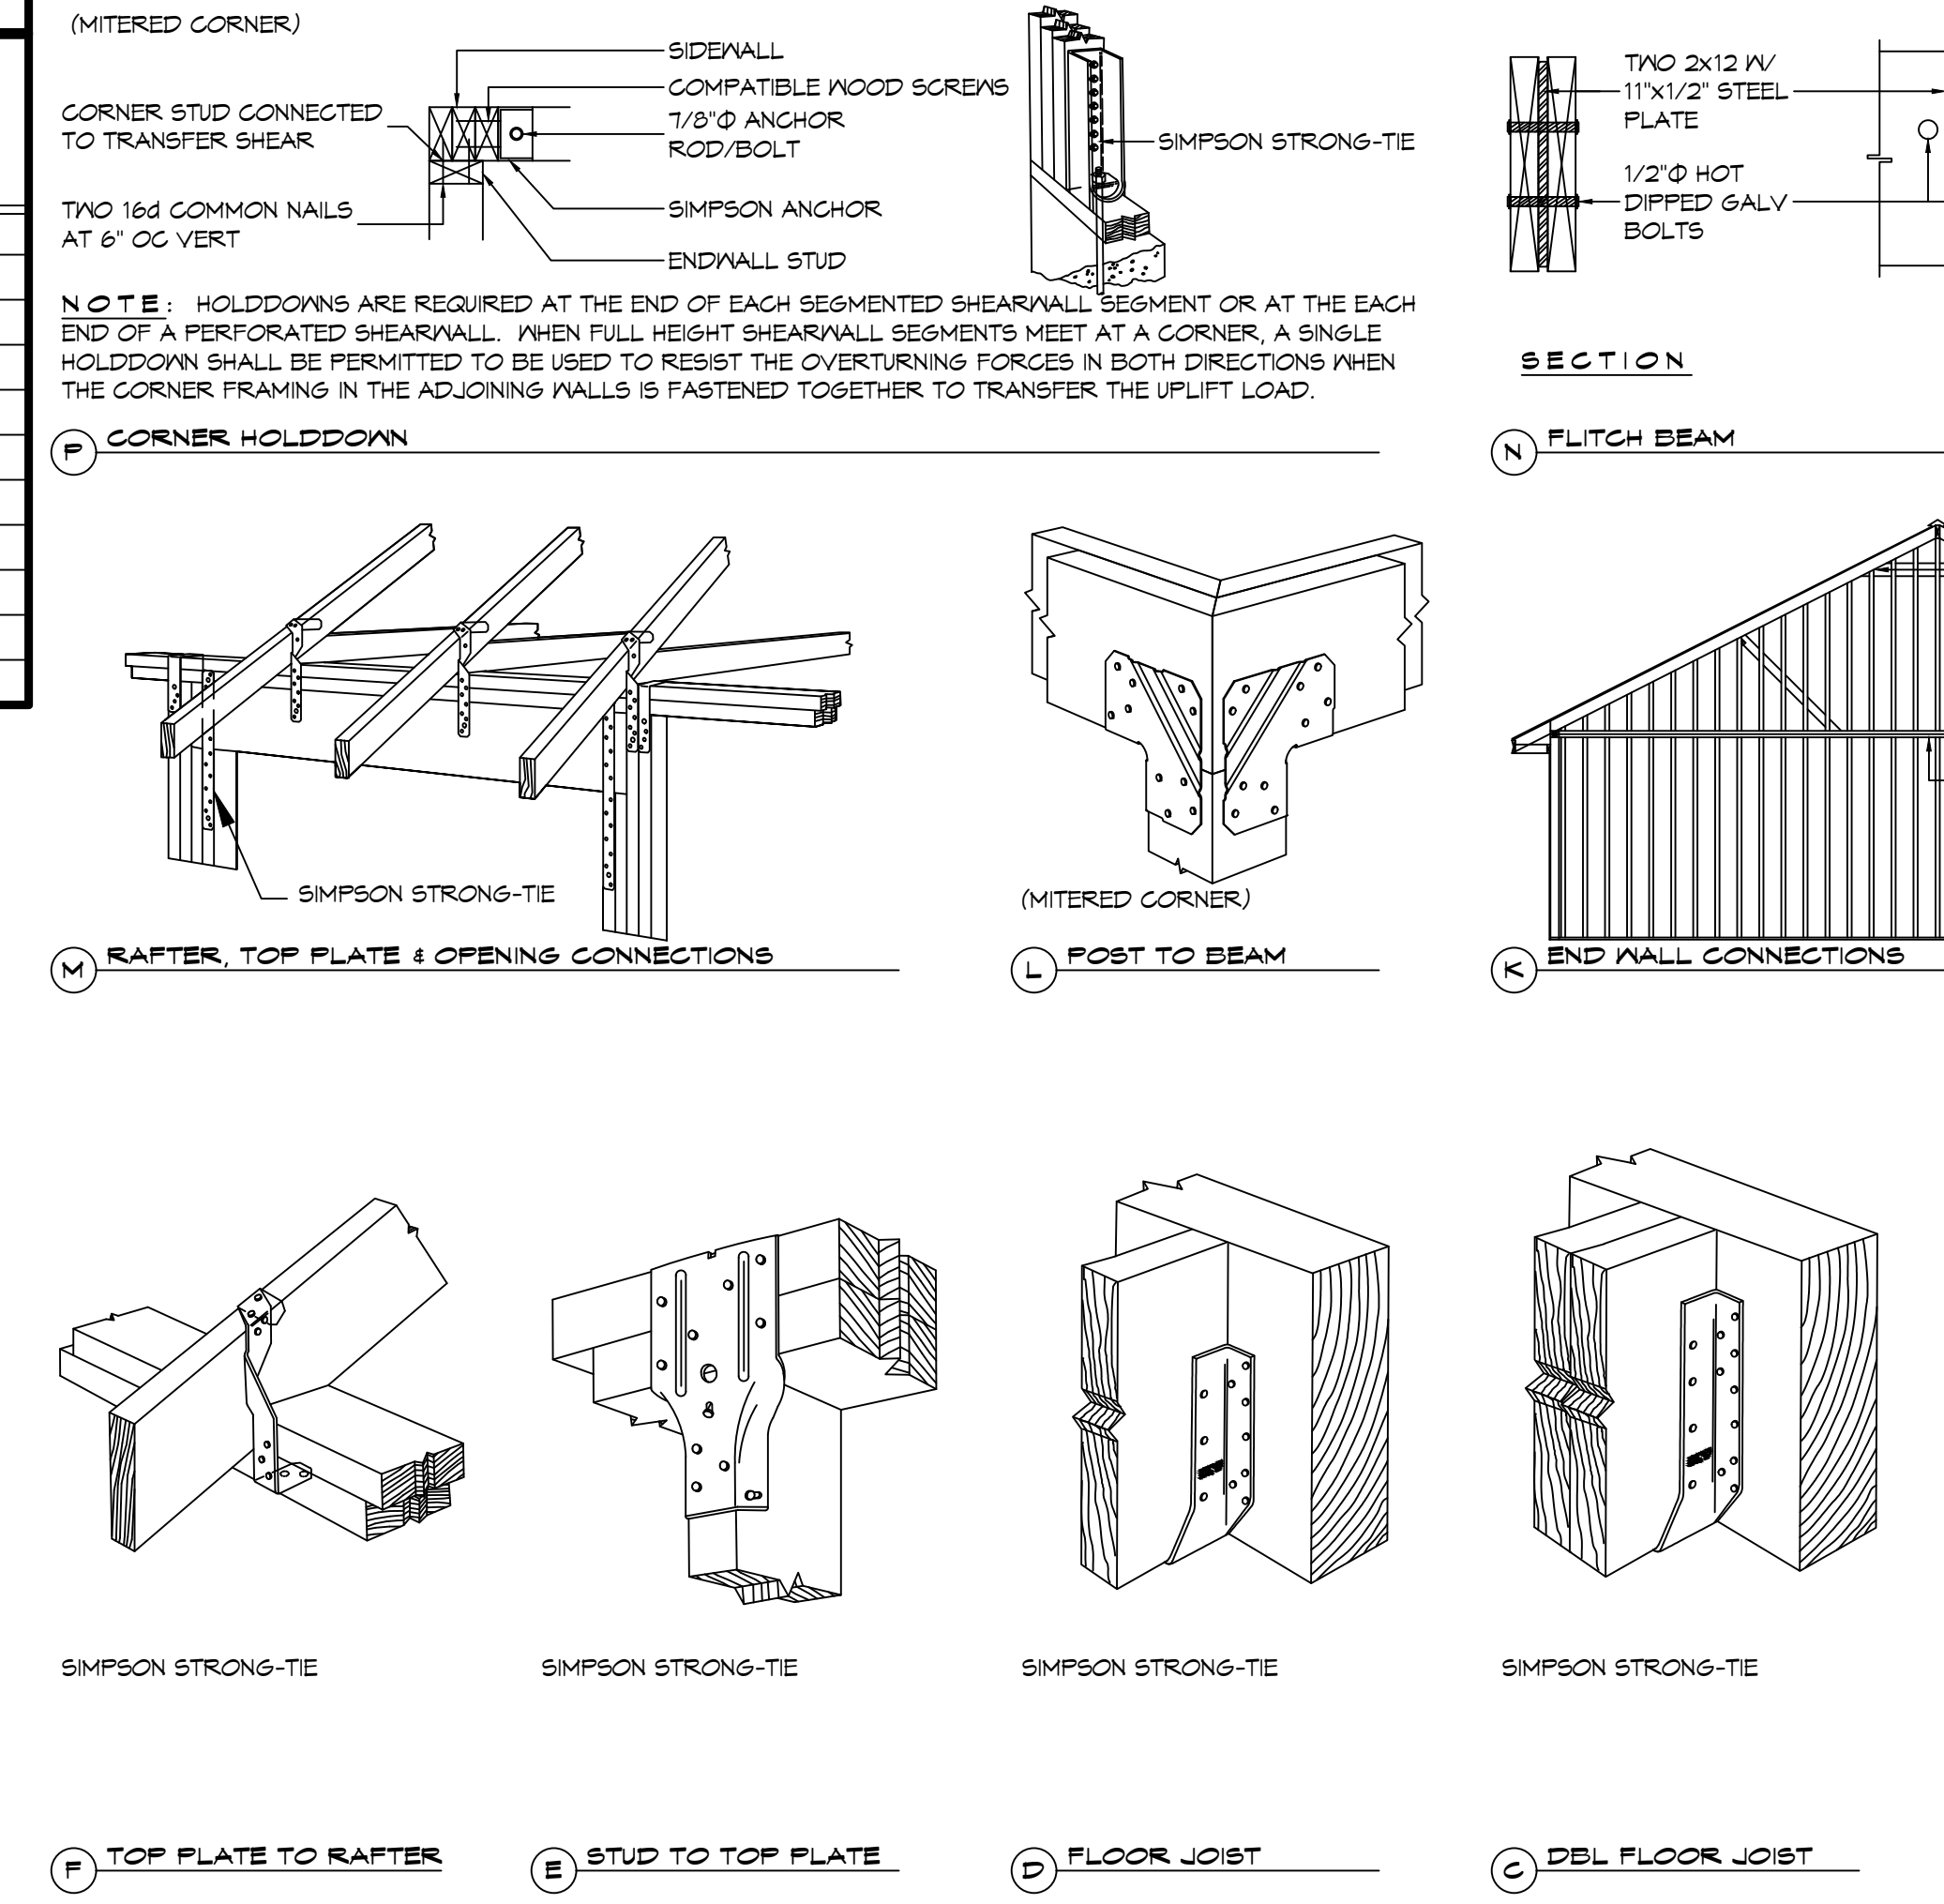 (MITERED CORNER)
SIDEWALL
COMPATIBLE WOOD SCREWS
7/8"Φ ANCHOR
ROD/BOLT
CORNER STUD CONNECTED
TO TRANSFER SHEAR
TWO 16d COMMON NAILS
AT 6" OC VERT
SIMPSON ANCHOR
ENDWALL STUD
SIMPSON STRONG-TIE
NOTE: HOLDDOWNS ARE REQUIRED AT THE END OF EACH SEGMENTED SHEARWALL SEGMENT OR AT THE EACH
END OF A PERFORATED SHEARWALL. WHEN FULL HEIGHT SHEARWALL SEGMENTS MEET AT A CORNER, A SINGLE
HOLDDOWN SHALL BE PERMITTED TO BE USED TO RESIST THE OVERTURNING FORCES IN BOTH DIRECTIONS WHEN
THE CORNER FRAMING IN THE ADJOINING WALLS IS FASTENED TOGETHER TO TRANSFER THE UPLIFT LOAD.
P CORNER HOLDDOWN
TWO 2x12 W/
11"x1/2" STEEL
PLATE
1/2"Φ HOT
DIPPED GALV
BOLTS
SECTION
N FLITCH BEAM
SIMPSON STRONG-TIE
M RAFTER, TOP PLATE & OPENING CONNECTIONS
(MITERED CORNER)
L POST TO BEAM
K END WALL CONNECTIONS
SIMPSON STRONG-TIE
F TOP PLATE TO RAFTER
SIMPSON STRONG-TIE
E STUD TO TOP PLATE
SIMPSON STRONG-TIE
D FLOOR JOIST
SIMPSON STRONG-TIE
C DBL FLOOR JOIST